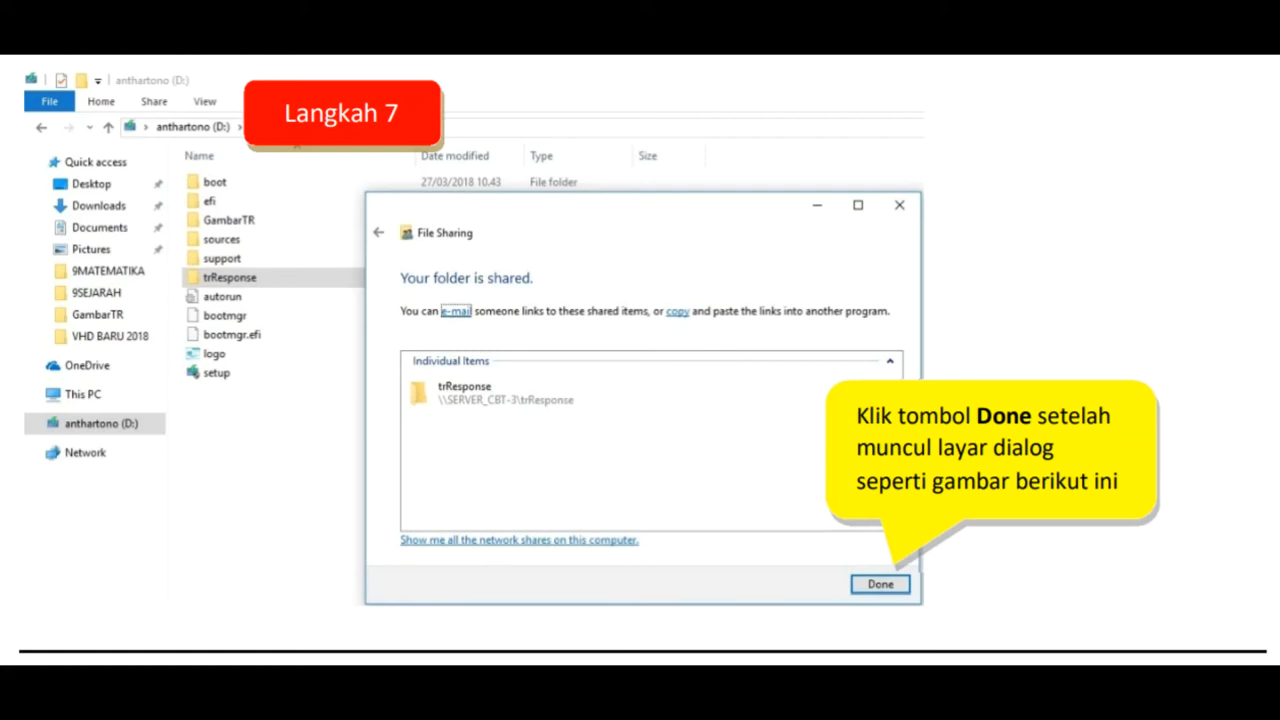 anthartono (D:)
File Home Share View
Langkah 7
anthartono (D:)
Name Date modified Type Size
Quick access
Desktop
Downloads
Documents
Pictures
9MATEMATIKA
9SEJARAH
GambarTR
VHD BARU 2018
OneDrive
This PC
anthartono (D:)
Network
boot 27/03/2018 10.43 File folder
efi
GambarTR
sources
support
trResponse
autorun
bootmgr
bootmgr.efi
logo
setup
File Sharing
Your folder is shared.
You can e-mail someone links to these shared items, or copy and paste the links into another program.
Individual Items
trResponse
\\SERVER_CBT-3\trResponse
Show me all the network shares on this computer.
Klik tombol Done setelah
muncul layar dialog
seperti gambar berikut ini
Done